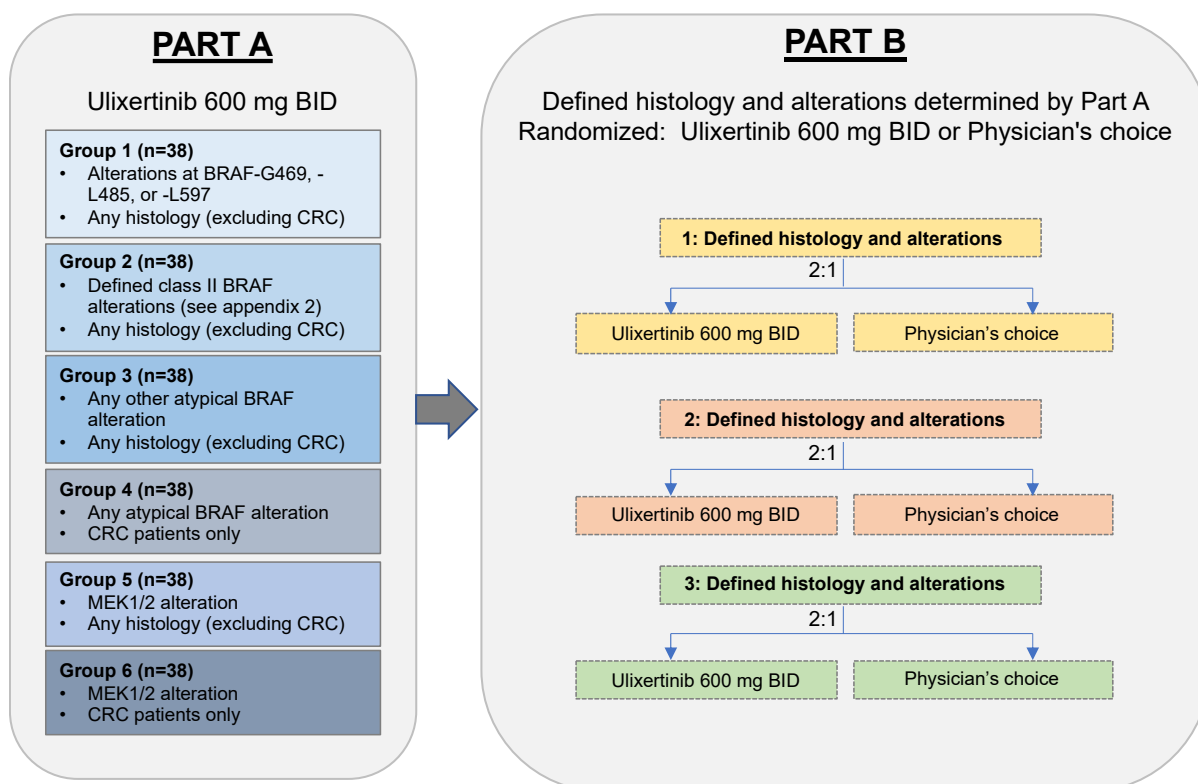 PART A
Ulixertinib 600 mg BID
Group 1 (n=38)
• Alterations at BRAF-G469, -
L485, or -L597
• Any histology (excluding CRC)
Group 2 (n=38)
• Defined class II BRAF
alterations (see appendix 2)
• Any histology (excluding CRC)
Group 3 (n=38)
• Any other atypical BRAF
alteration
• Any histology (excluding CRC)
Group 4 (n=38)
• Any atypical BRAF alteration
• CRC patients only
Group 5 (n=38)
• MEK1/2 alteration
• Any histology (excluding CRC)
Group 6 (n=38)
• MEK1/2 alteration
• CRC patients only
PART B
Defined histology and alterations determined by Part A
Randomized: Ulixertinib 600 mg BID or Physician's choice
1: Defined histology and alterations
2:1
Ulixertinib 600 mg BID
Physician’s choice
2: Defined histology and alterations
2:1
Ulixertinib 600 mg BID
Physician’s choice
3: Defined histology and alterations
2:1
Ulixertinib 600 mg BID
Physician’s choice